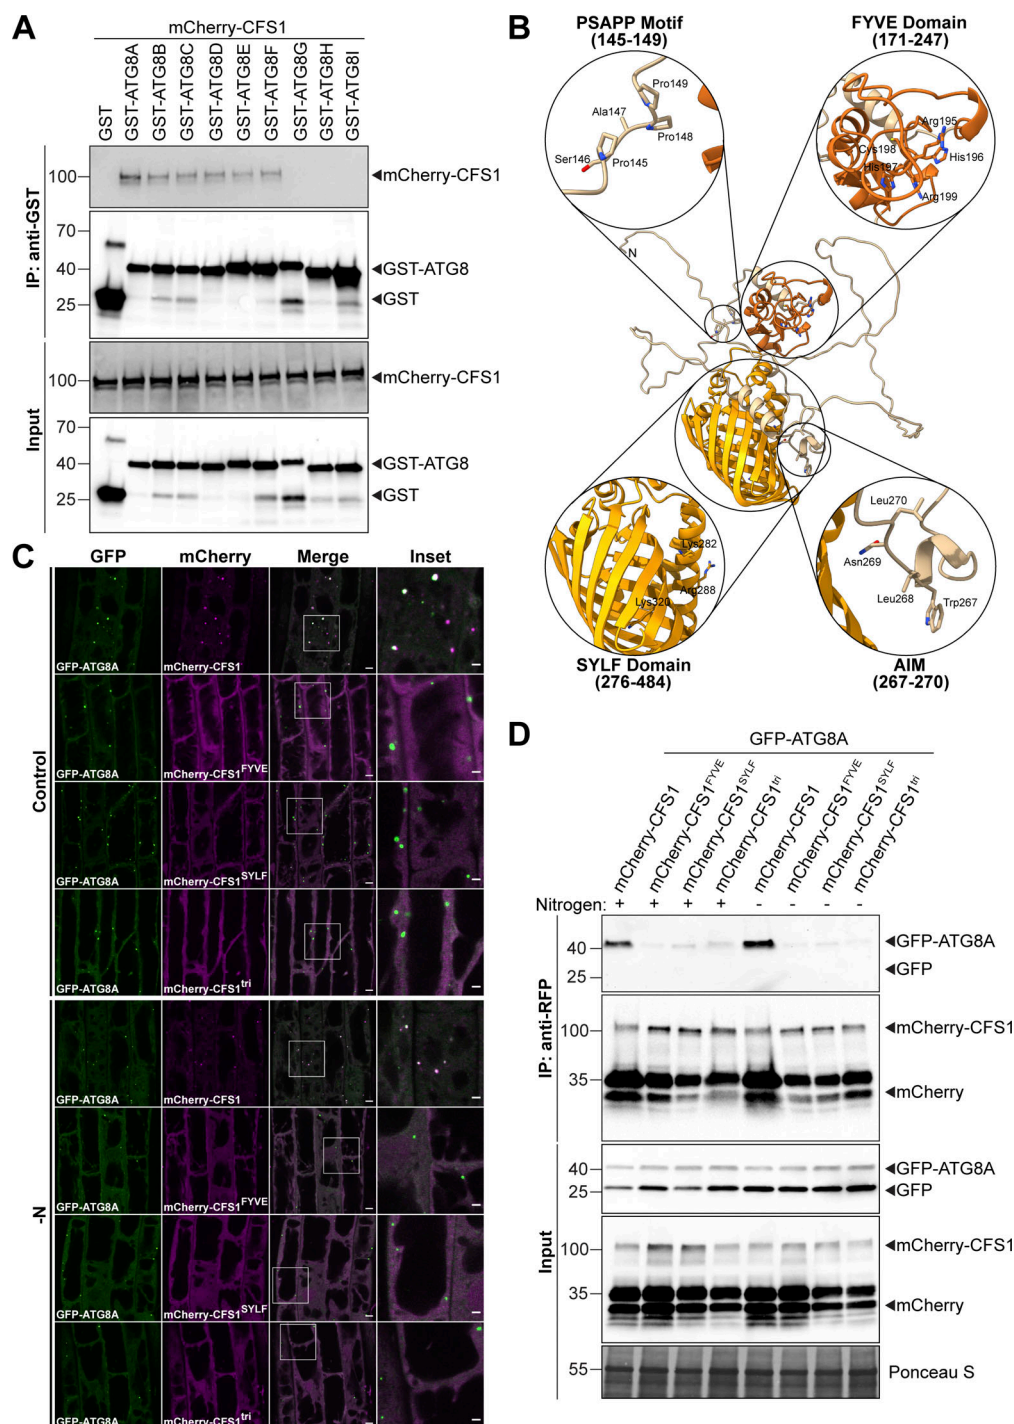 A
mCherry-CFS1
GST
GST-ATG8A
GST-ATG8B
GST-ATG8C
GST-ATG8D
GST-ATG8E
GST-ATG8F
GST-ATG8G
GST-ATG8H
GST-ATG8I
IP: anti-GST
100
mCherry-CFS1
70
40
GST-ATG8
25
GST
Input
100
mCherry-CFS1
70
40
GST-ATG8
25
GST
B
PSAPP Motif
(145-149)
FYVE Domain
(171-247)
Pro149
Ala147
Pro148
Ser146
Pro145
Arg195
Cys198
His196
His197
Arg199
N
Lys282
Arg288
Lys320
Leu270
Asn269
Leu268
Trp267
SYLF Domain
(276-484)
AIM
(267-270)
C
GFP mCherry Merge Inset
Control
GFP-ATG8A mCherry-CFS1
GFP-ATG8A mCherry-CFS1FYVE
GFP-ATG8A mCherry-CFS1SYLF
GFP-ATG8A mCherry-CFS1tri
-N
GFP-ATG8A mCherry-CFS1
GFP-ATG8A mCherry-CFS1FYVE
GFP-ATG8A mCherry-CFS1SYLF
GFP-ATG8A mCherry-CFS1tri
D
GFP-ATG8A
mCherry-CFS1
mCherry-CFS1FYVE
mCherry-CFS1SYLF
mCherry-CFS1tri
mCherry-CFS1
mCherry-CFS1FYVE
mCherry-CFS1SYLF
mCherry-CFS1tri
Nitrogen: + + + + - - - -
IP: anti-RFP
40
GFP-ATG8A
25
GFP
100
mCherry-CFS1
35
mCherry
Input
40
GFP-ATG8A
25
GFP
100
mCherry-CFS1
35
mCherry
55
Ponceau S